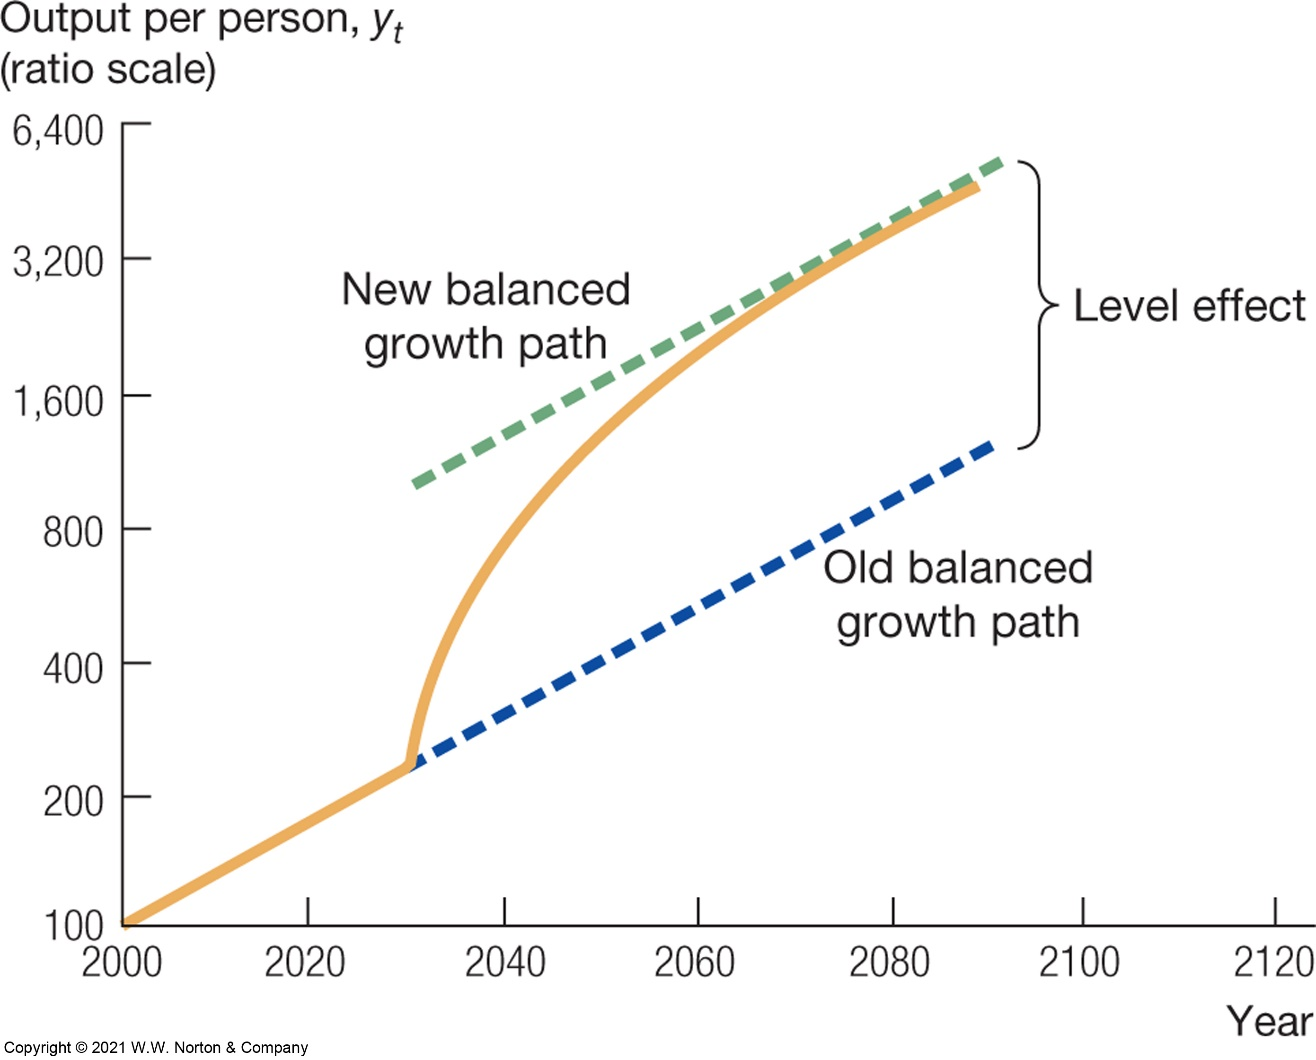 Output per person, yt
(ratio scale)
6,400
3,200
1,600
800
400
200
100
New balanced
growth path
Level effect
Old balanced
growth path
2000 2020 2040 2060 2080 2100 2120
Year
Copyright © 2021 W.W. Norton & Company